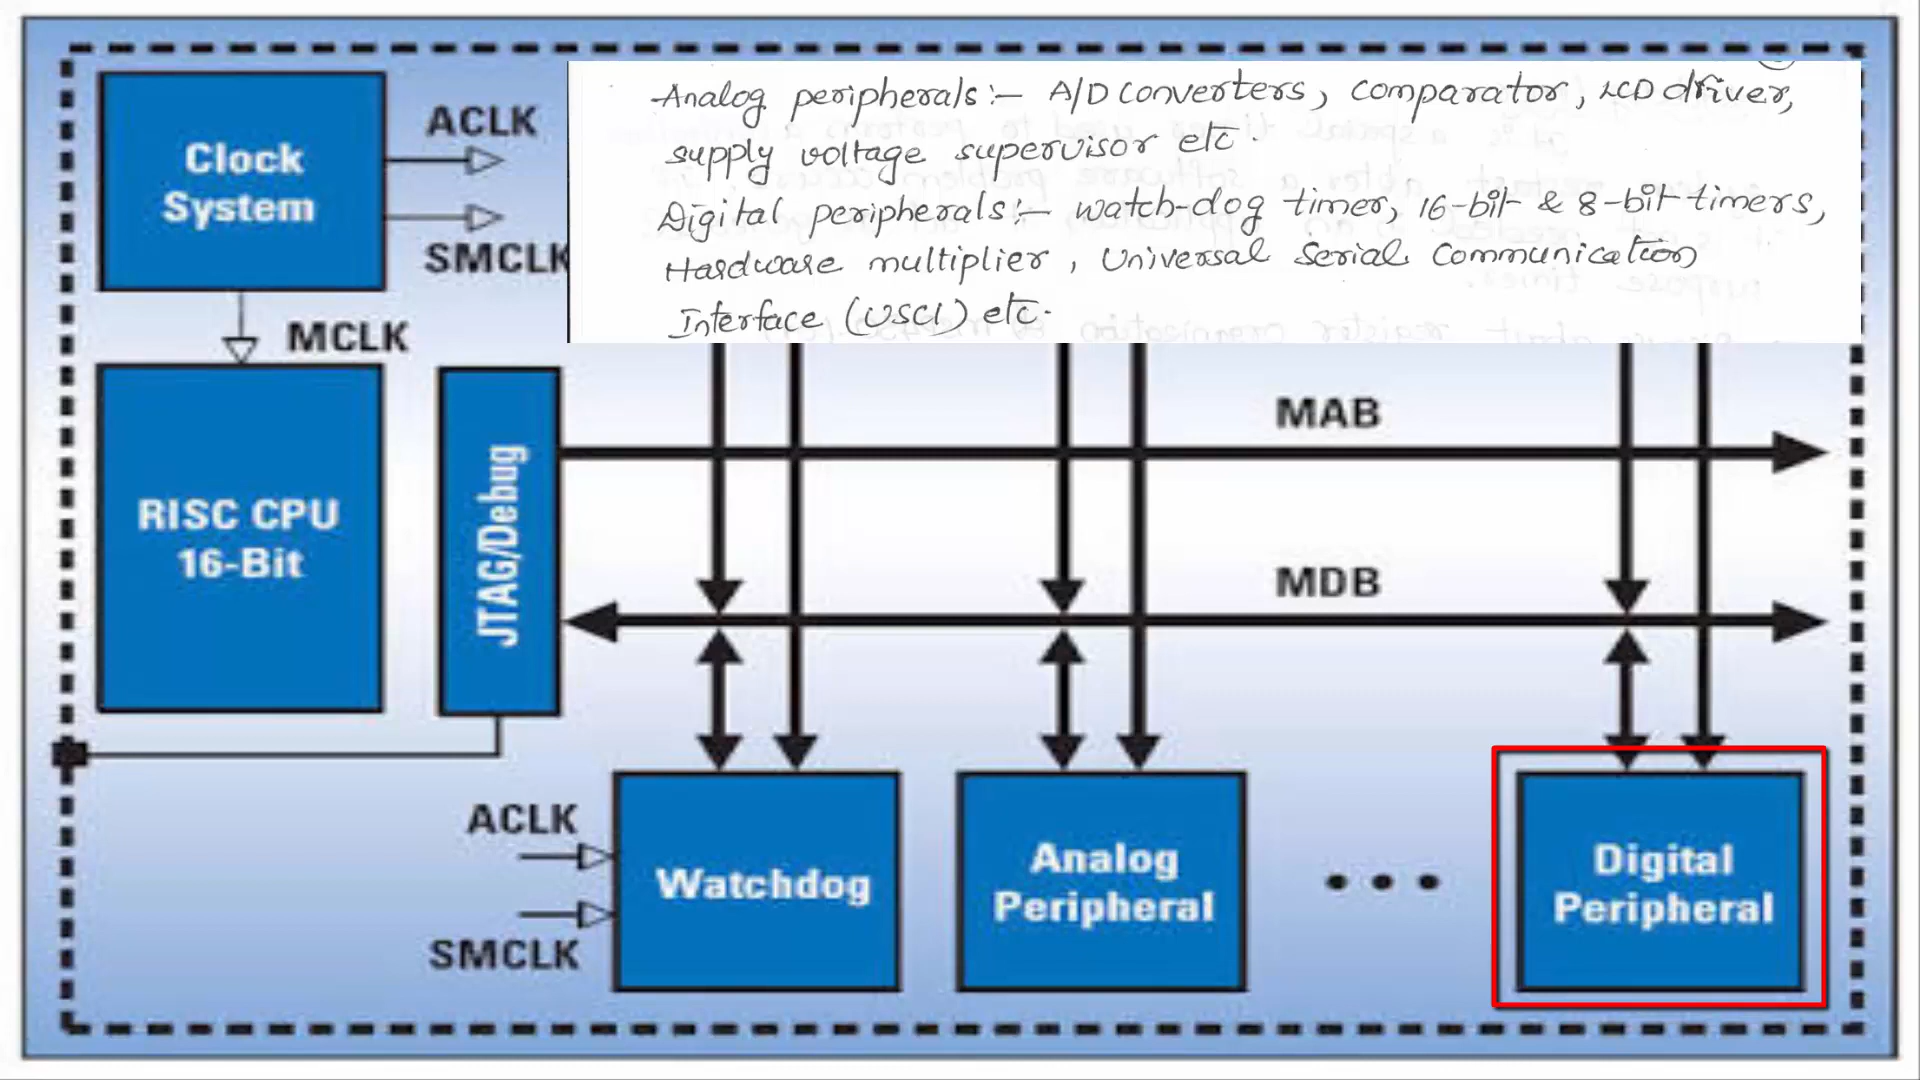 Analog peripherals:- A/D converters, comparator, LCD driver,
supply voltage supervisor etc.
Digital peripherals:- watch-dog timer, 16-bit & 8-bit timers,
Hardware multiplier, Universal Serial Communication
Interface (USCI) etc.
Clock
System
ACLK
SMCLK
MCLK
RISC CPU
16-Bit
JTAG/Debug
MAB
MDB
ACLK
SMCLK
Watchdog
Analog
Peripheral
Digital
Peripheral